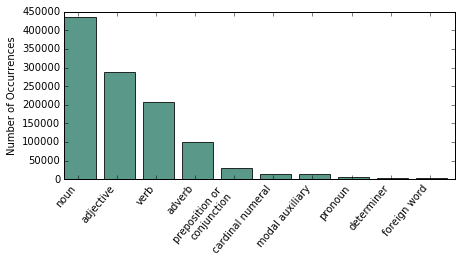 450000
400000
350000
300000
250000
200000
150000
100000
50000
0
Number of Occurrences
noun
adjective
verb
adverb
preposition or
conjunction
cardinal numeral
modal auxiliary
pronoun
determiner
foreign word